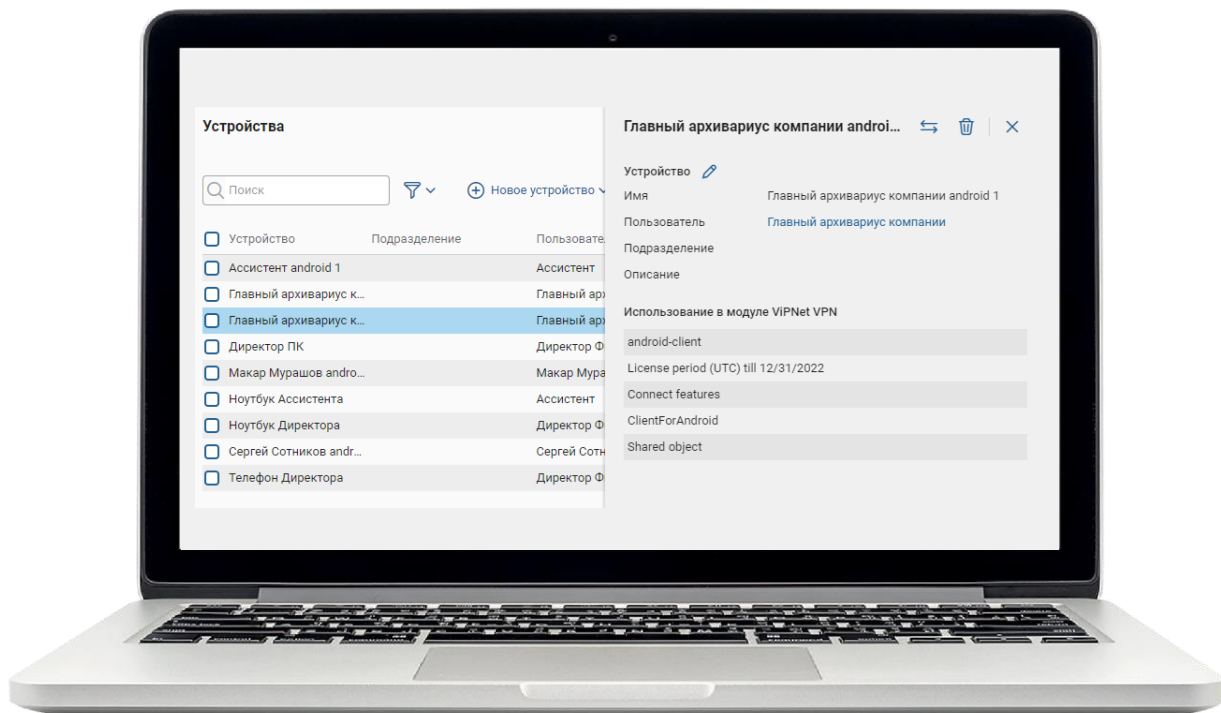 Устройства
Поиск
Новое устройство
Устройство Подразделение Пользовате
Ассистент android 1 Ассистент
Главный архивариус к... Главный арх
Главный архивариус к... Главный арх
Директор ПК Директор Ф
Макар Мурашов andro... Макар Мура
Ноутбук Ассистента Ассистент
Ноутбук Директора Директор Ф
Сергей Сотников andr... Сергей Сотн
Телефон Директора Директор Ф
Главный архивариус компании androi...
Устройство
Имя Главный архивариус компании android 1
Пользователь Главный архивариус компании
Подразделение
Описание
Использование в модуле ViPNet VPN
android-client
License period (UTC) till 12/31/2022
Connect features
ClientForAndroid
Shared object